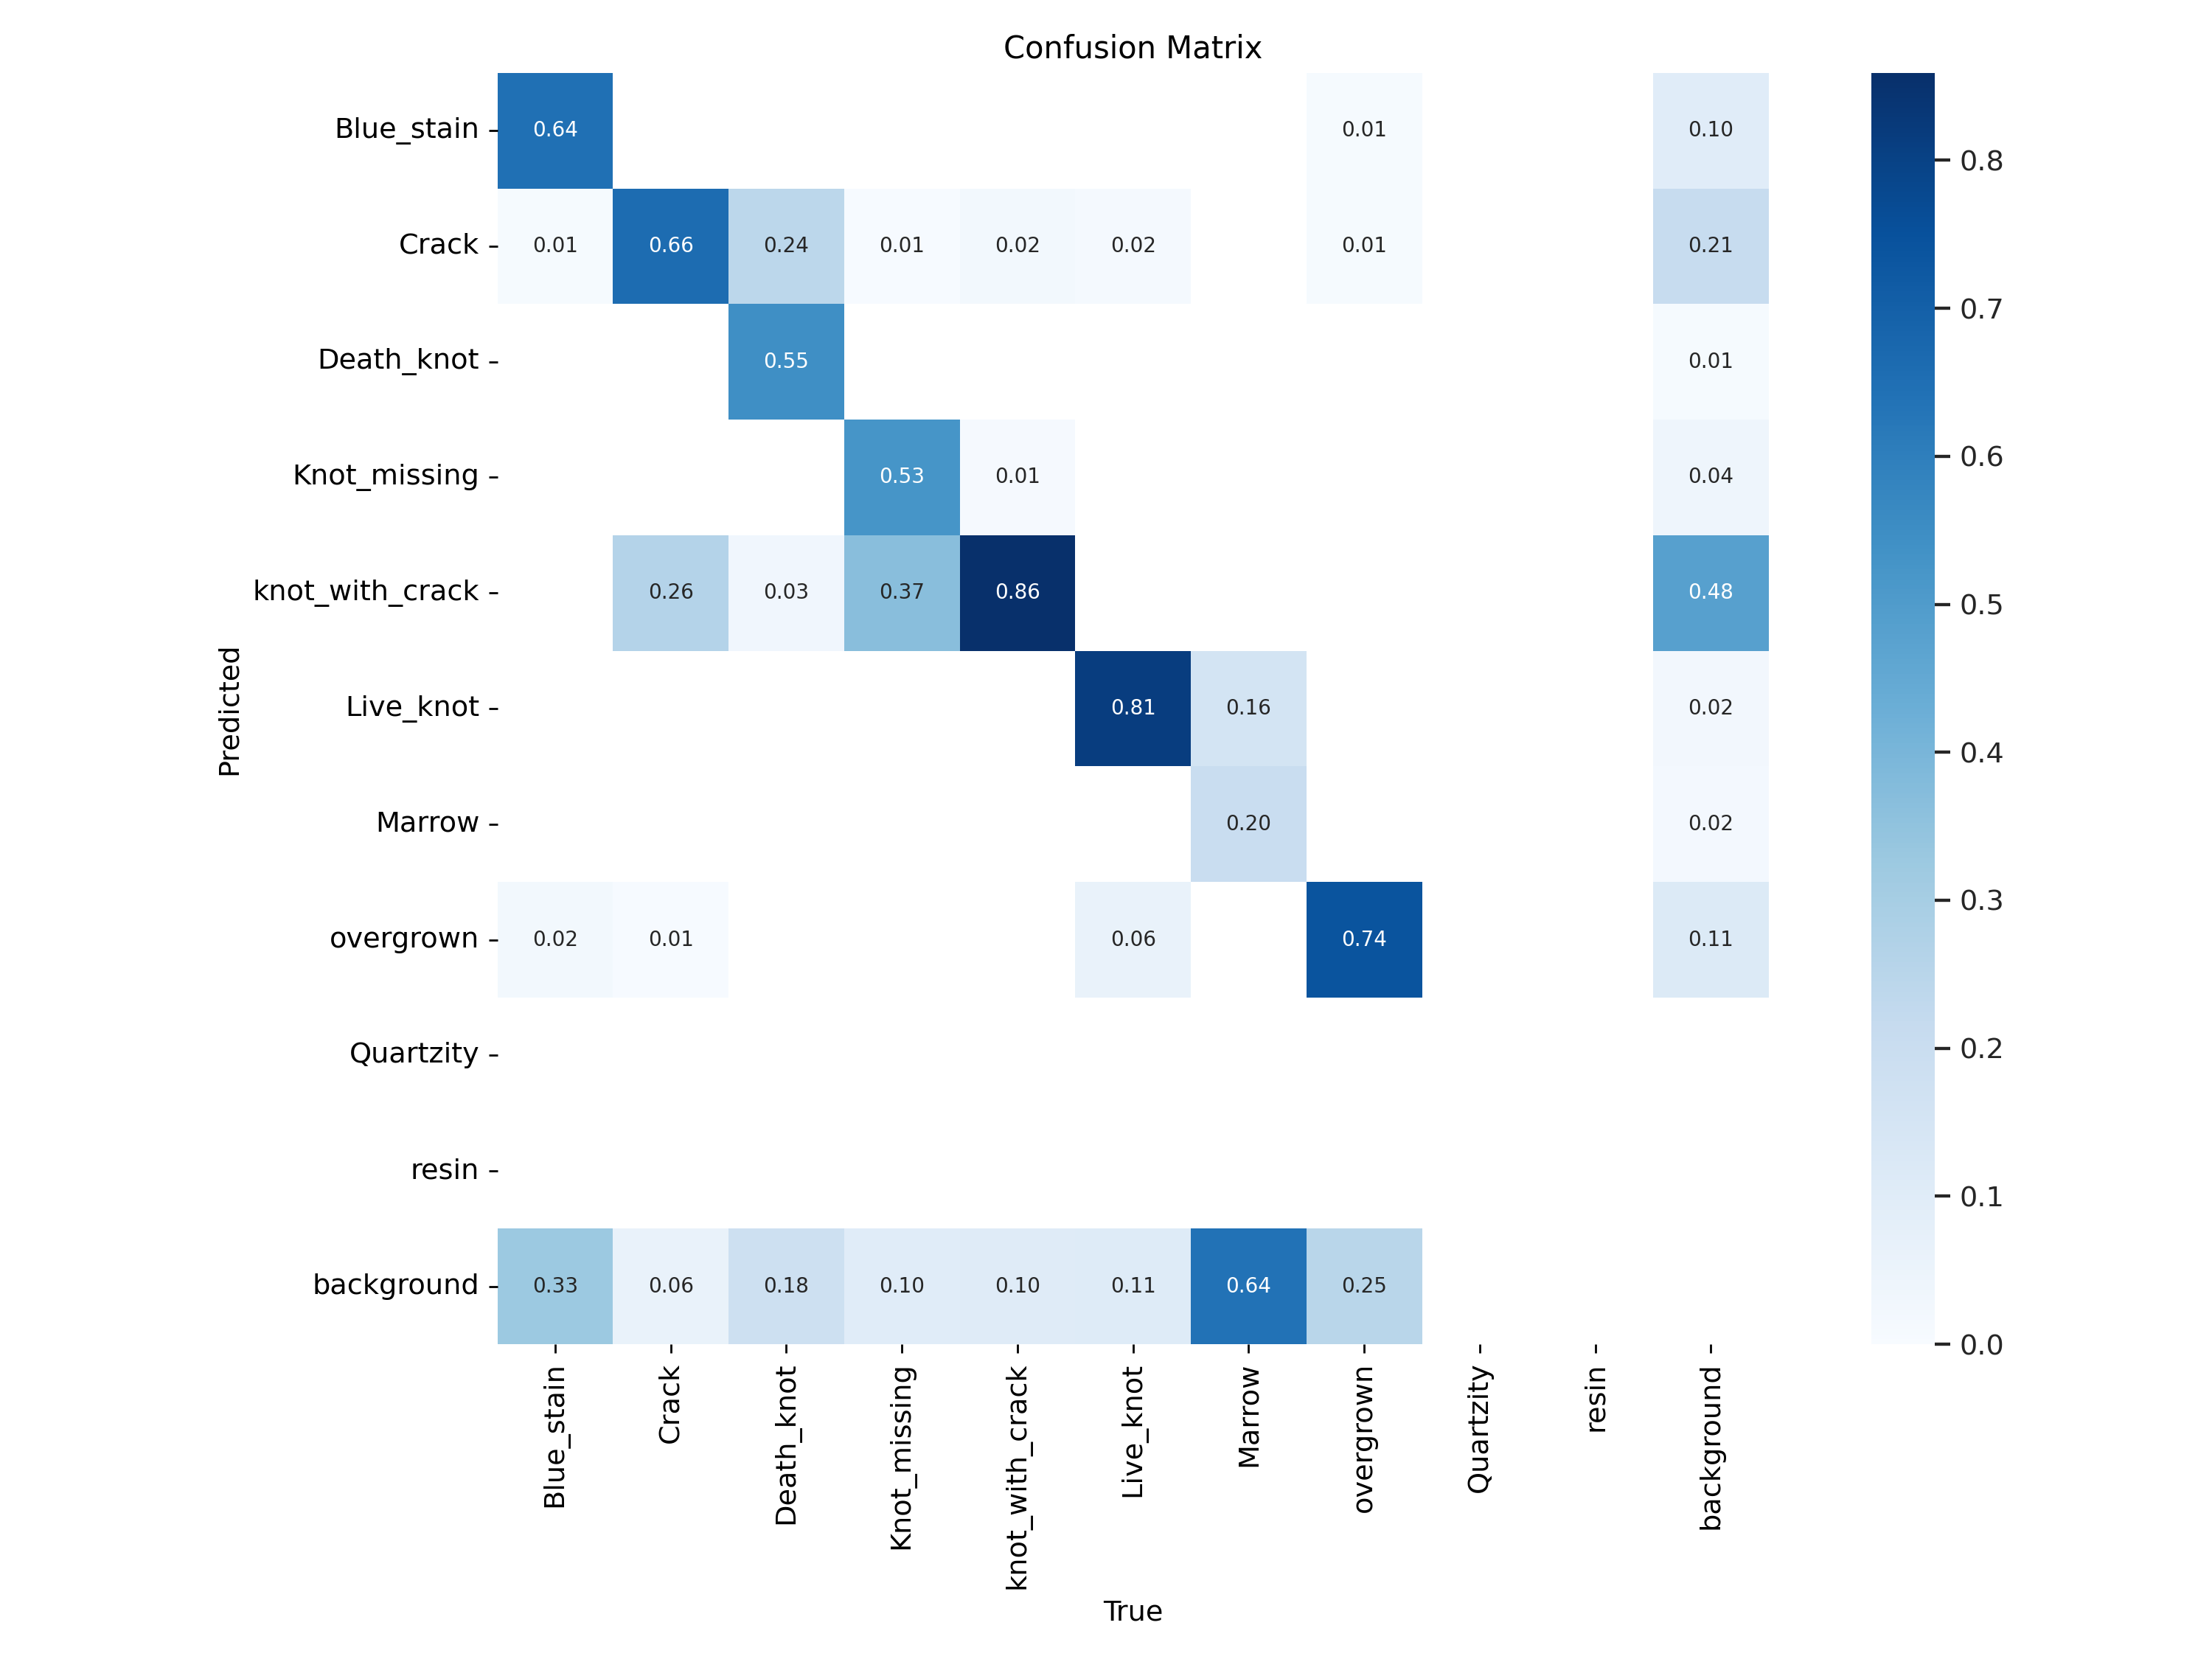 Confusion Matrix
Blue_stain 0.64 0.01 0.10
Crack 0.01 0.66 0.24 0.01 0.02 0.02 0.01 0.21
Death_knot 0.55 0.01
Knot_missing 0.53 0.01 0.04
knot_with_crack 0.26 0.03 0.37 0.86 0.48
Live_knot 0.81 0.16 0.02
Marrow 0.20 0.02
overgrown 0.02 0.01 0.06 0.74 0.11
Quartzity
resin
background 0.33 0.06 0.18 0.10 0.10 0.11 0.64 0.25
Predicted
Blue_stain
Crack
Death_knot
Knot_missing
knot_with_crack
Live_knot
Marrow
overgrown
Quartzity
resin
background
True
0.8
0.7
0.6
0.5
0.4
0.3
0.2
0.1
0.0